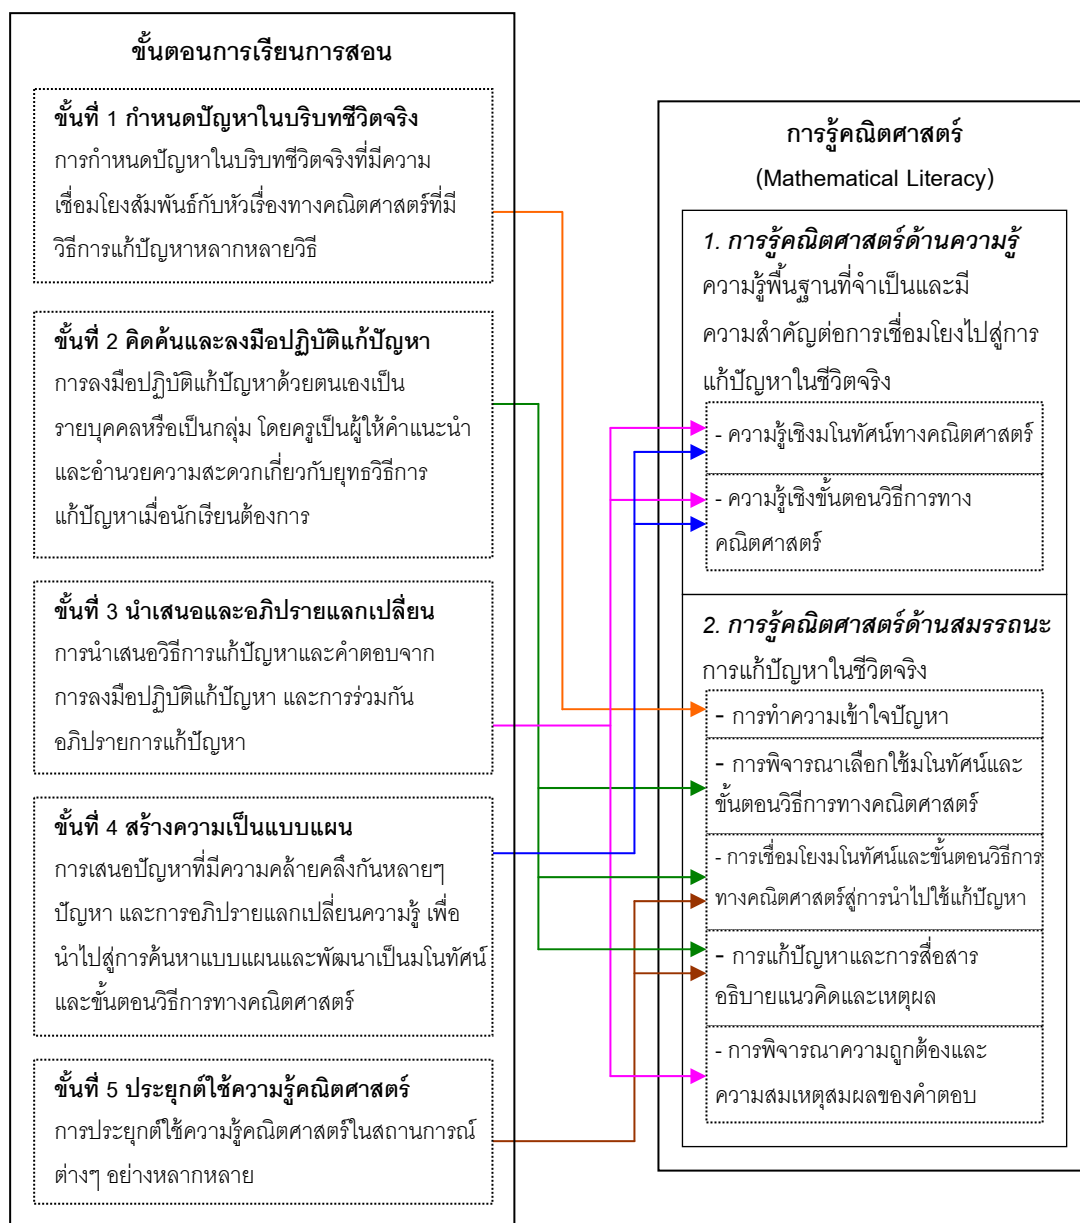 ขั้นตอนการเรียนการสอน
ขั้นที่ 1 กำหนดปัญหาในบริบทชีวิตจริง
การกำหนดปัญหาในบริบทชีวิตจริงที่มีความ
เชื่อมโยงสัมพันธ์กับหัวเรื่องทางคณิตศาสตร์ที่มี
วิธีการแก้ปัญหาหลากหลายวิธี
ขั้นที่ 2 คิดค้นและลงมือปฏิบัติแก้ปัญหา
การลงมือปฏิบัติแก้ปัญหาด้วยตนเองเป็น
รายบุคคลหรือเป็นกลุ่ม โดยครูเป็นผู้ให้คำแนะนำ
และอำนวยความสะดวกเกี่ยวกับยุทธวิธีการ
แก้ปัญหาเมื่อนักเรียนต้องการ
ขั้นที่ 3 นำเสนอและอภิปรายแลกเปลี่ยน
การนำเสนอวิธีการแก้ปัญหาและคำตอบจาก
การลงมือปฏิบัติแก้ปัญหา และการร่วมกัน
อภิปรายการแก้ปัญหา
ขั้นที่ 4 สร้างความเป็นแบบแผน
การเสนอปัญหาที่มีความคล้ายคลึงกันหลายๆ
ปัญหา และการอภิปรายแลกเปลี่ยนความรู้ เพื่อ
นำไปสู่การค้นหาแบบแผนและพัฒนาเป็นมโนทัศน์
และขั้นตอนวิธีการทางคณิตศาสตร์
ขั้นที่ 5 ประยุกต์ใช้ความรู้คณิตศาสตร์
การประยุกต์ใช้ความรู้คณิตศาสตร์ในสถานการณ์
ต่างๆ อย่างหลากหลาย
การรู้คณิตศาสตร์
(Mathematical Literacy)
1. การรู้คณิตศาสตร์ด้านความรู้
ความรู้พื้นฐานที่จำเป็นและมี
ความสำคัญต่อการเชื่อมโยงไปสู่การ
แก้ปัญหาในชีวิตจริง
- ความรู้เชิงมโนทัศน์ทางคณิตศาสตร์
- ความรู้เชิงขั้นตอนวิธีการทาง
คณิตศาสตร์
2. การรู้คณิตศาสตร์ด้านสมรรถนะ
การแก้ปัญหาในชีวิตจริง
- การทำความเข้าใจปัญหา
- การพิจารณาเลือกใช้มโนทัศน์และ
ขั้นตอนวิธีการทางคณิตศาสตร์
- การเชื่อมโยงมโนทัศน์และขั้นตอนวิธีการ
ทางคณิตศาสตร์สู่การนำไปใช้แก้ปัญหา
- การแก้ปัญหาและการสื่อสาร
อธิบายแนวคิดและเหตุผล
- การพิจารณาความถูกต้องและ
ความสมเหตุสมผลของคำตอบ